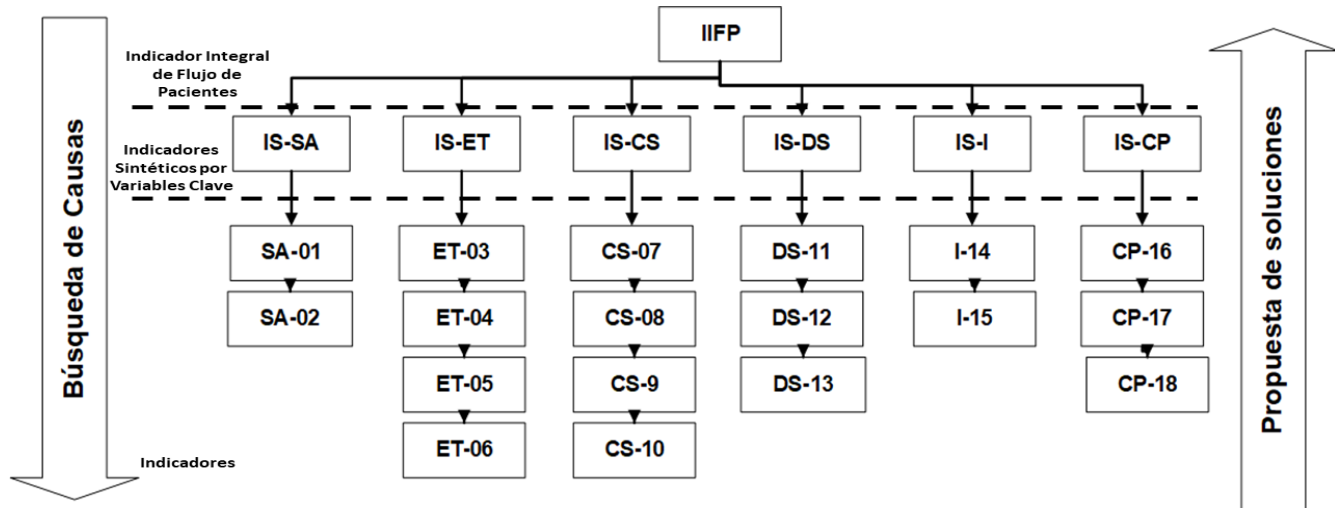 IIFP
Indicador Integral
de Flujo de
Pacientes
IS-SA
IS-ET
IS-CS
IS-DS
IS-I
IS-CP
Indicadores
Sintéticos por
Variables Clave
SA-01
ET-03
CS-07
DS-11
I-14
CP-16
SA-02
ET-04
CS-08
DS-12
I-15
CP-17
ET-05
CS-9
DS-13
CP-18
ET-06
CS-10
Indicadores
Búsqueda de Causas
Propuesta de soluciones